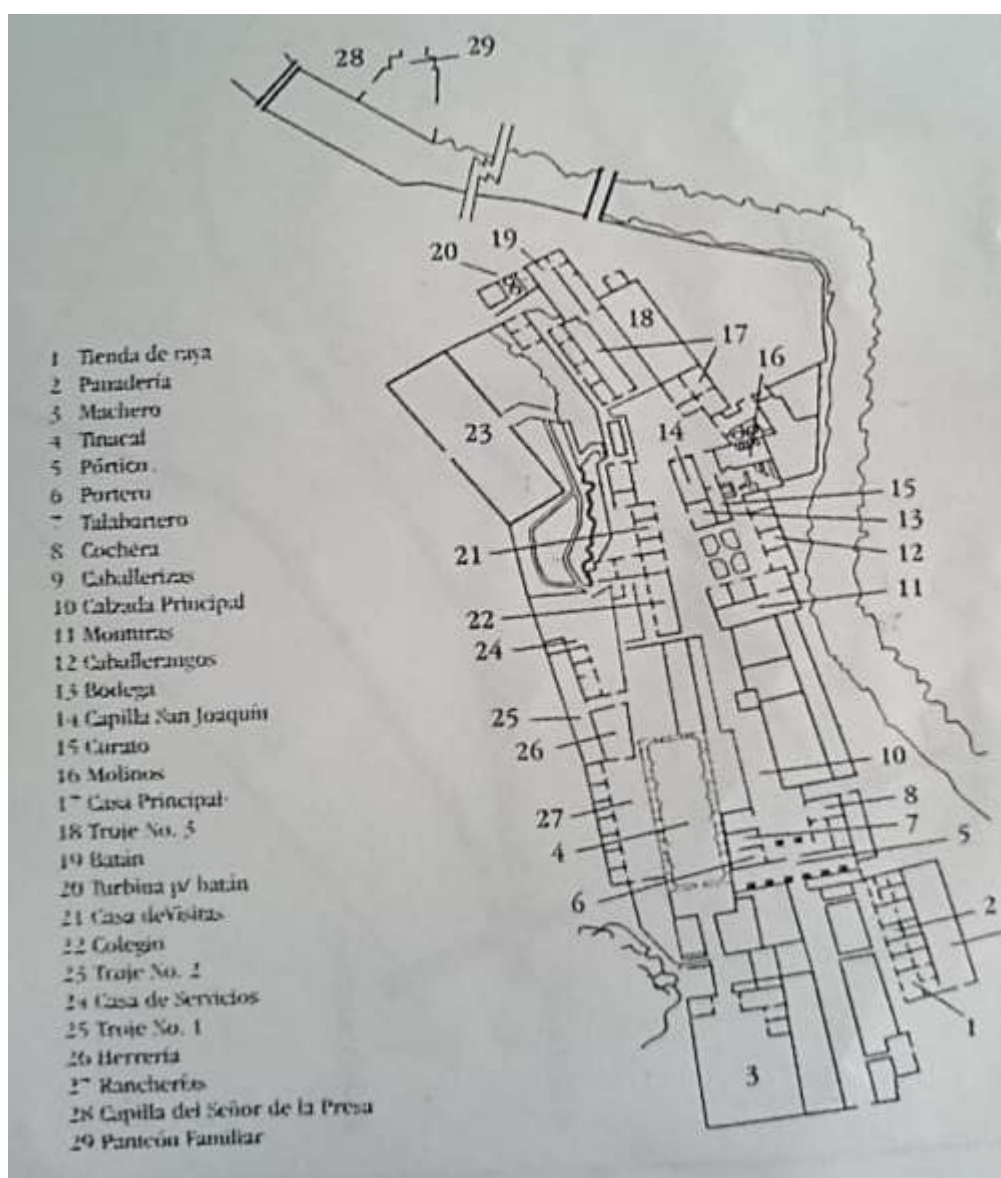 28
29
19
20
18
17
16
23
14
15
13
21
12
11
22
24
25
26
10
8
27
7
4
5
6
2
1
3
1 Tienda de raya
2 Panadería
3 Machero
4 Tinacal
5 Pórtico
6 Portero
7 Talabartero
8 Cochera
9 Caballerizas
10 Calzada Principal
11 Monturas
12 Caballerangos
13 Bodega
14 Capilla San Joaquín
15 Curato
16 Molinos
17 Casa Principal
18 Troje No. 3
19 Batán
20 Turbina p/ batán
21 Casa de Visitas
22 Colegio
23 Troje No. 2
24 Casa de Servicios
25 Troje No. 1
26 Herrería
27 Rancherías
28 Capilla del Señor de la Presa
29 Panteón Familiar